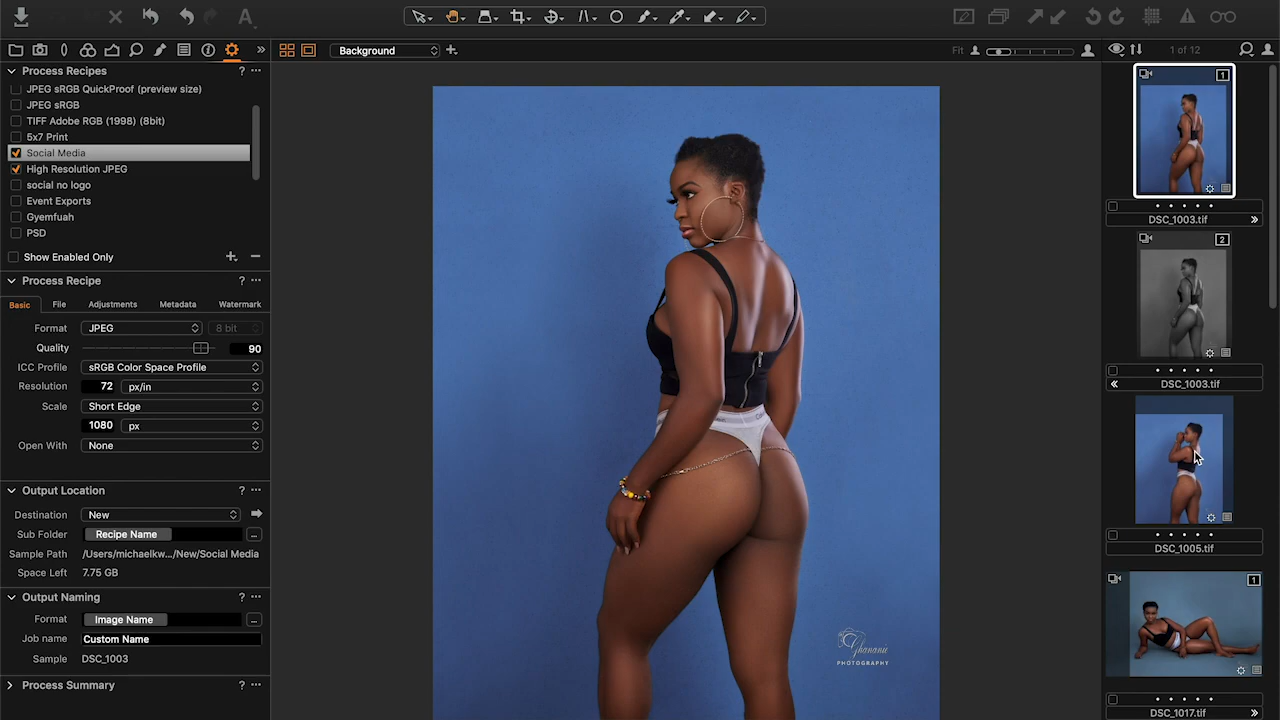 A
Background
Fit
1 of 12
Process Recipes
? ...
JPEG sRGB QuickProof (preview size)
JPEG sRGB
TIFF Adobe RGB (1998) (8bit)
5x7 Print
Social Media
High Resolution JPEG
social no logo
Event Exports
Gyemfuah
PSD
Show Enabled Only
Process Recipe
? ...
Basic File Adjustments Metadata Watermark
Format JPEG 8 bit
Quality 90
ICC Profile sRGB Color Space Profile
Resolution 72 px/in
Scale Short Edge
1080 px
Open With None
Output Location
? ...
Destination New
Sub Folder Recipe Name ...
Sample Path /Users/michaelkw.../New/Social Media
Space Left 7.75 GB
Output Naming
? ...
Format Image Name ...
Job name Custom Name
Sample DSC_1003
Process Summary
? ...
Ghananie
PHOTOGRAPHY
1
DSC_1003.tif
2
DSC_1003.tif
DSC_1005.tif
1
DSC_1017.tif